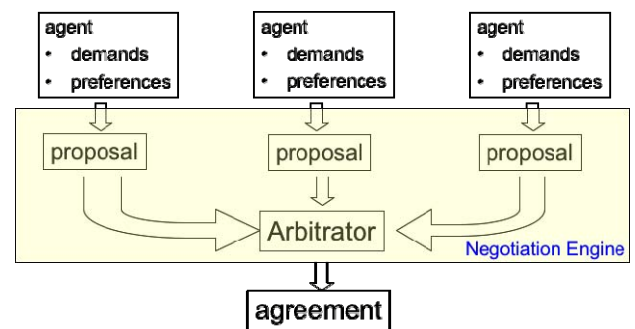 agent
• demands
• preferences
agent
• demands
• preferences
agent
• demands
• preferences
proposal
proposal
proposal
Arbitrator
Negotiation Engine
agreement